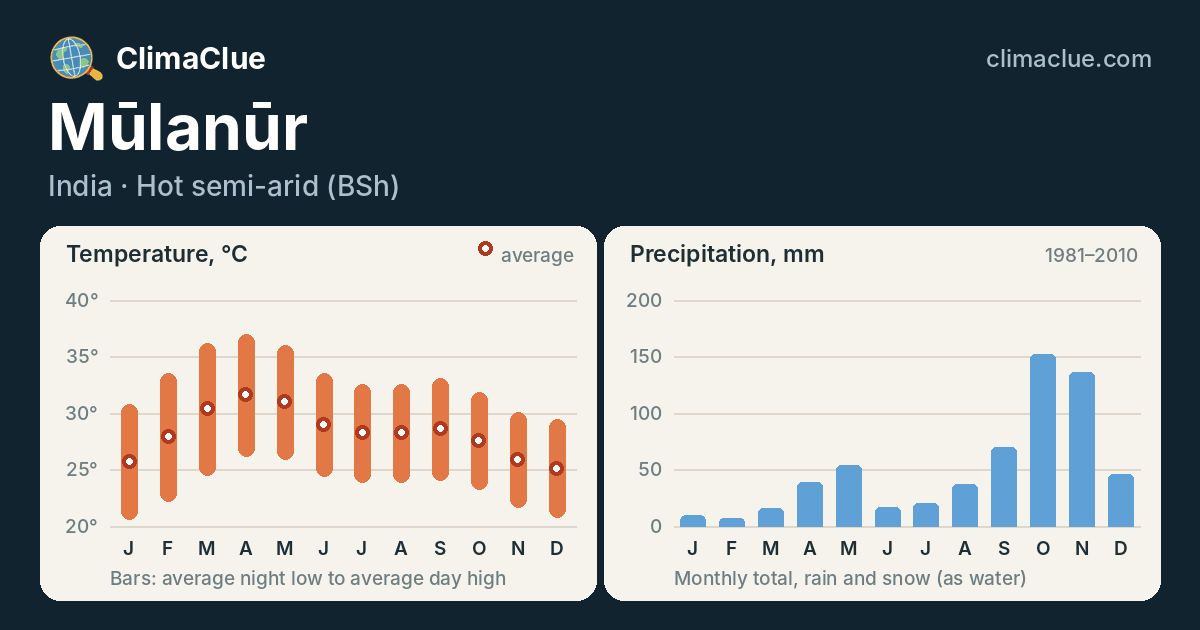 ClimaClue
climaclue.com
Mūlanūr
India · Hot semi-arid (BSh)
Temperature, °C
average
40°
35°
30°
25°
20°
J F M A M J J A S O N D
Bars: average night low to average day high
Precipitation, mm
1981–2010
200
150
100
50
0
J F M A M J J A S O N D
Monthly total, rain and snow (as water)